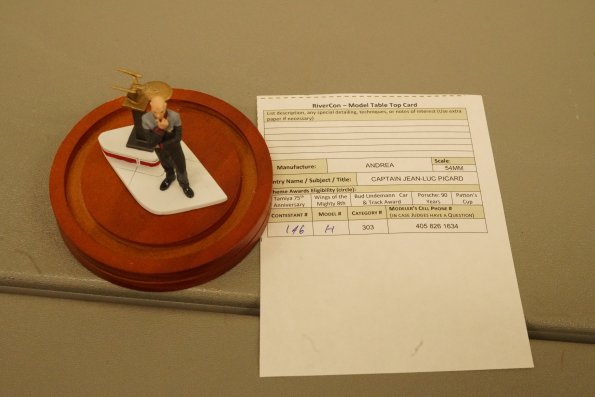 RiverCon – Model Table Top Card
List description, any special detailing, techniques, or notes of interest (Use extra
paper if necessary)
Manufacture: ANDREA Scale: 54MM
ntry Name / Subject / Title: CAPTAIN JEAN-LUC PICARD
heme Awards Eligibility (circle):
Tamiya 75th Anniversary Wings of the Mighty 8th Bud Lindemann Car & Track Award Porsche: 90 Years Patton's Cup
Contestant # Model # Category # Modeler's Cell Phone # (in case Judges have a Question)
146 H 303 405 826 1634